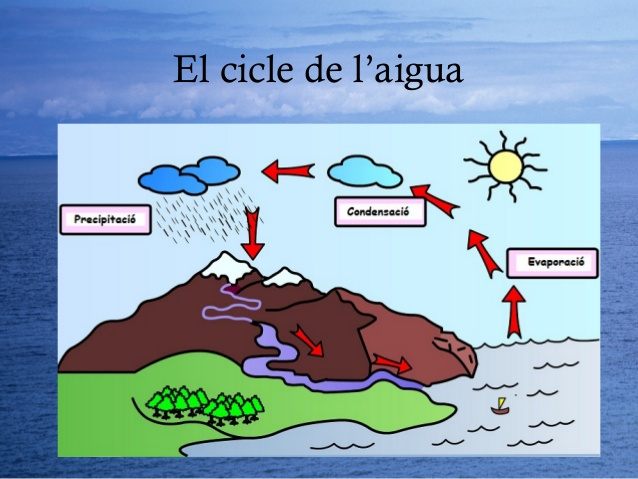 El cicle de l’aigua
Precipitació
Condensació
Evaporació